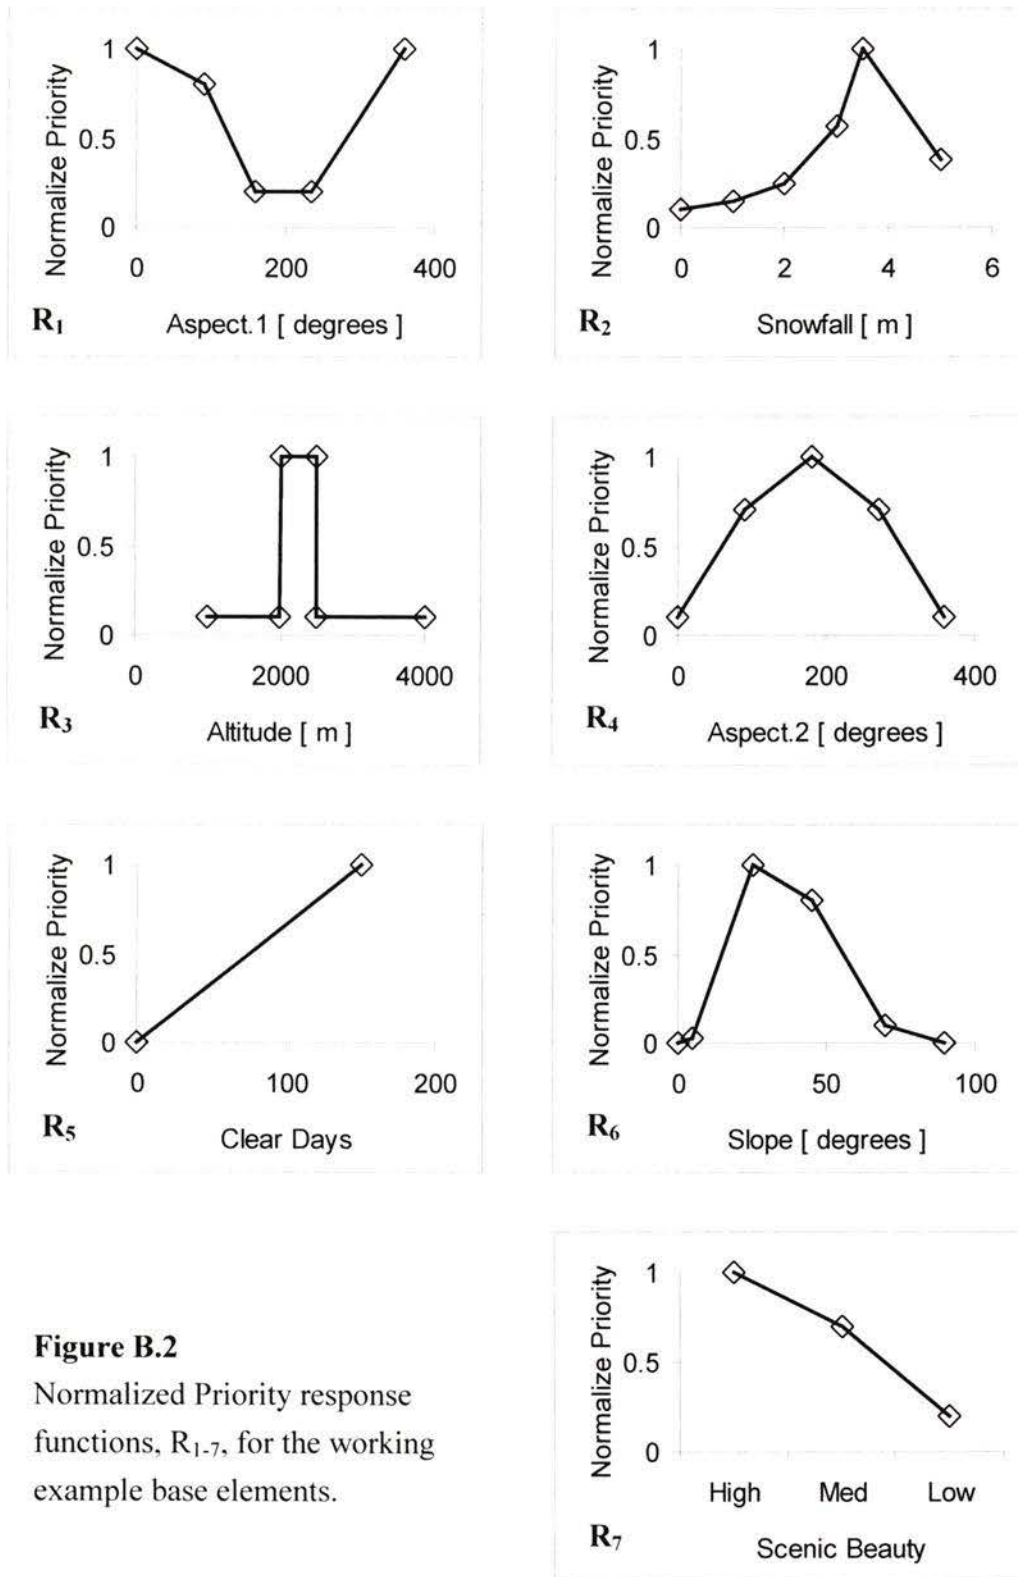 Normalize Priority
1
0.5
0
0 200 400
R1 Aspect.1 [ degrees ]
Normalize Priority
1
0.5
0
0 2 4 6
R2 Snowfall [ m ]
Normalize Priority
1
0.5
0
0 2000 4000
R3 Altitude [ m ]
Normalize Priority
1
0.5
0
0 200 400
R4 Aspect.2 [ degrees ]
Normalize Priority
1
0.5
0
0 100 200
R5 Clear Days
Normalize Priority
1
0.5
0
0 50 100
R6 Slope [ degrees ]
Figure B.2
Normalized Priority response
functions, R1-7, for the working
example base elements.
Normalize Priority
1
0.5
0
High Med Low
R7 Scenic Beauty